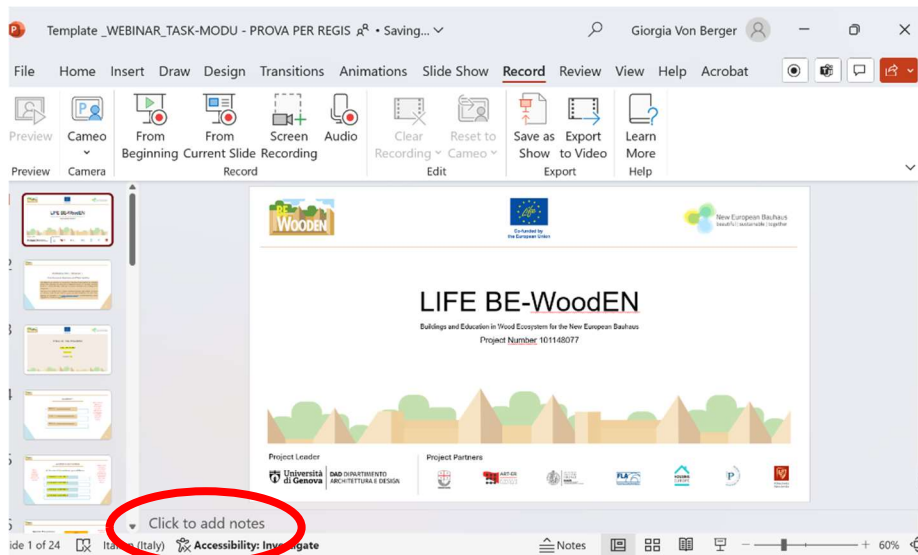 Template _WEBINAR_TASK-MODU - PROVA PER REGIS • Saving...
Giorgia Von Berger
File Home Insert Draw Design Transitions Animations Slide Show Record Review View Help Acrobat
Preview
Cameo
From Beginning
From Current Slide
Screen Recording
Audio
Clear Recording
Reset to Cameo
Save as Show
Export to Video
Learn More
Preview Camera Record Edit Export Help
BE-WOODEN
Co-funded by
the European Union
New European Bauhaus
beautiful | sustainable | together
LIFE BE-WoodEN
Buildings and Education in Wood Ecosystem for the New European Bauhaus
Project Number 101148077
Project Leader
Project Partners
Università di Genova
DAD DIPARTIMENTO ARCHITETTURA E DESIGN
ART-ER
FLA
Click to add notes
ide 1 of 24
Italian (Italy)
Accessibility: Investigate
Notes
60%